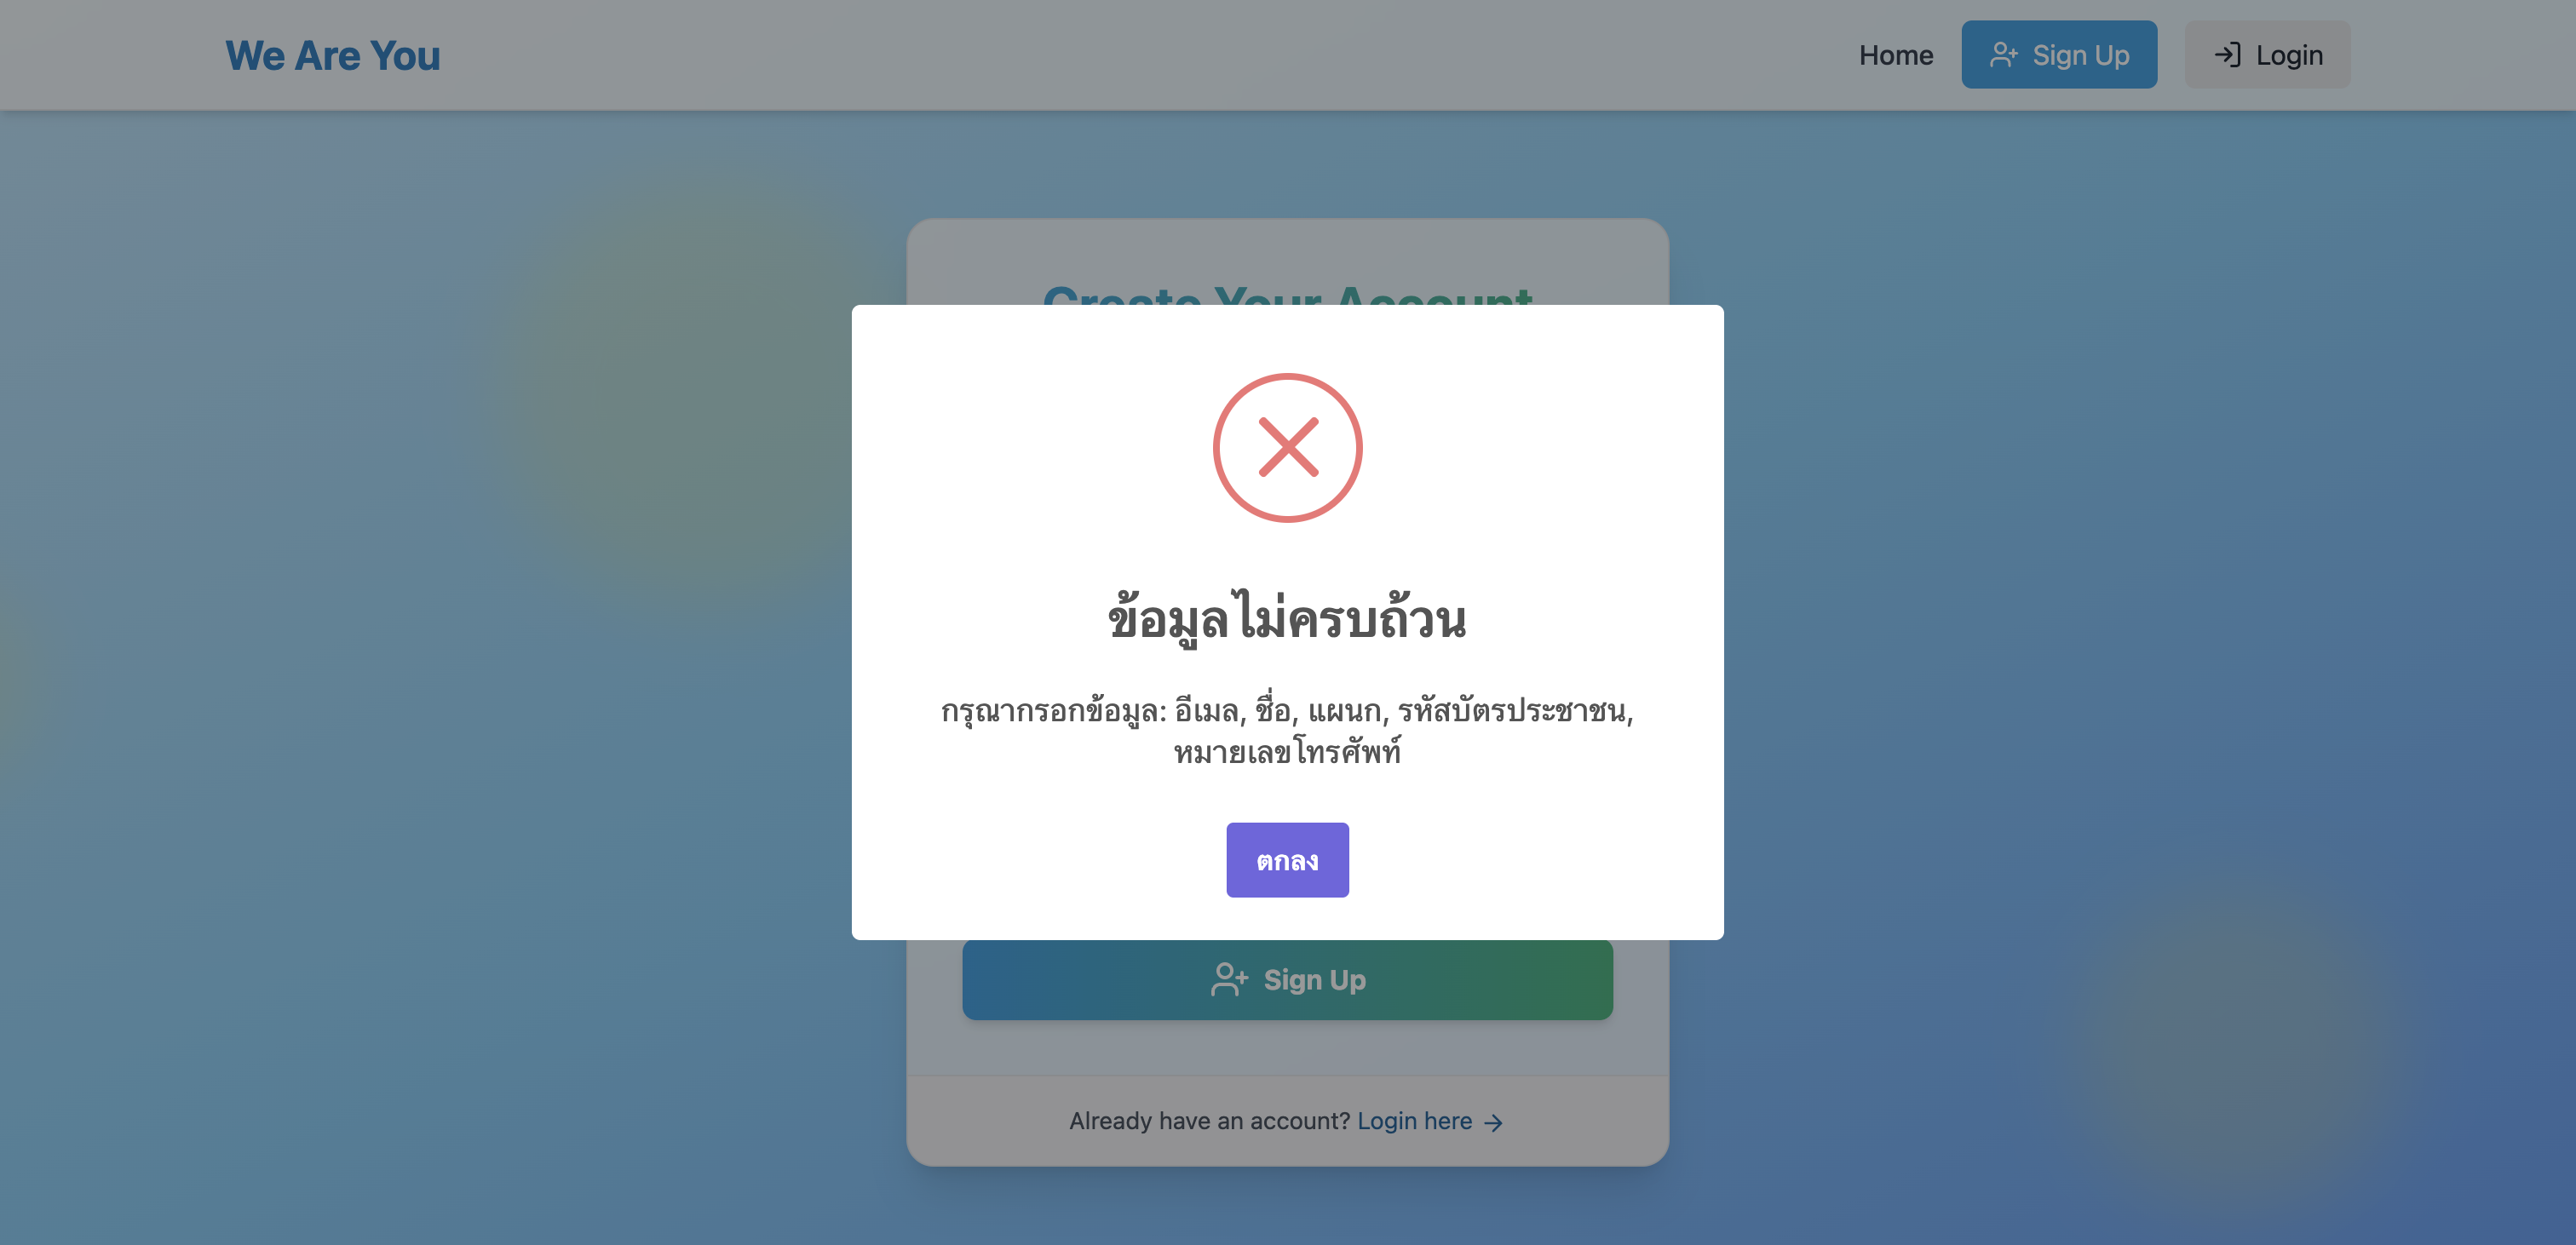 We Are You
Home
Sign Up
Login
Create Your Account
ข้อมูลไม่ครบถ้วน
กรุณากรอกข้อมูล: อีเมล, ชื่อ, แผนก, รหัสบัตรประชาชน,
หมายเลขโทรศัพท์
ตกลง
Sign Up
Already have an account? Login here